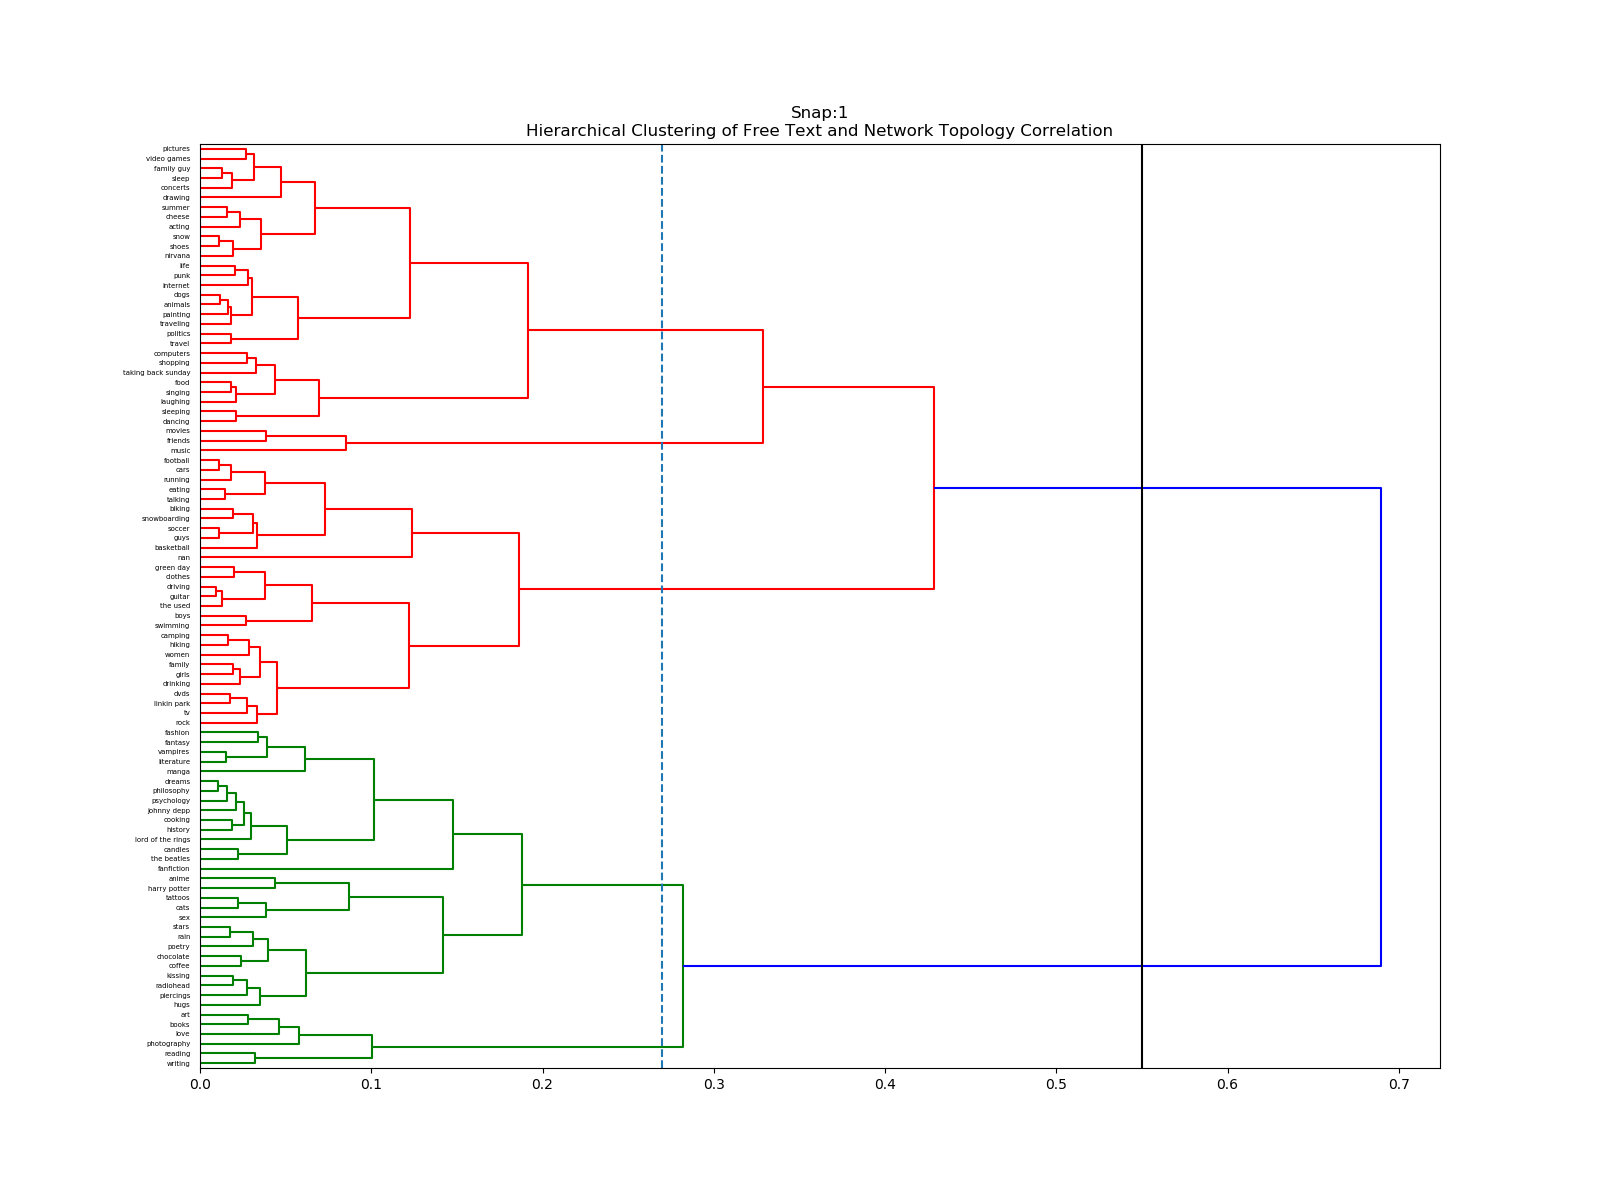 Snap:1
Hierarchical Clustering of Free Text and Network Topology Correlation
pictures
video games
family guy
sleep
concerts
drawing
summer
cheese
acting
snow
shoes
nirvana
life
punk
internet
dogs
animals
painting
traveling
politics
travel
computers
shopping
taking back sunday
food
singing
laughing
sleeping
dancing
movies
friends
music
football
cars
running
eating
talking
biking
snowboarding
soccer
guys
basketball
nan
green day
clothes
driving
guitar
the used
boys
swimming
camping
hiking
women
family
girls
drinking
dvds
linkin park
tv
rock
fashion
fantasy
vampires
literature
manga
dreams
philosophy
psychology
johnny depp
cooking
history
lord of the rings
candles
the beatles
fanfiction
anime
harry potter
tattoos
cats
sex
stars
rain
poetry
chocolate
coffee
kissing
radiohead
piercings
hugs
art
books
love
photography
reading
writing
0.0 0.1 0.2 0.3 0.4 0.5 0.6 0.7